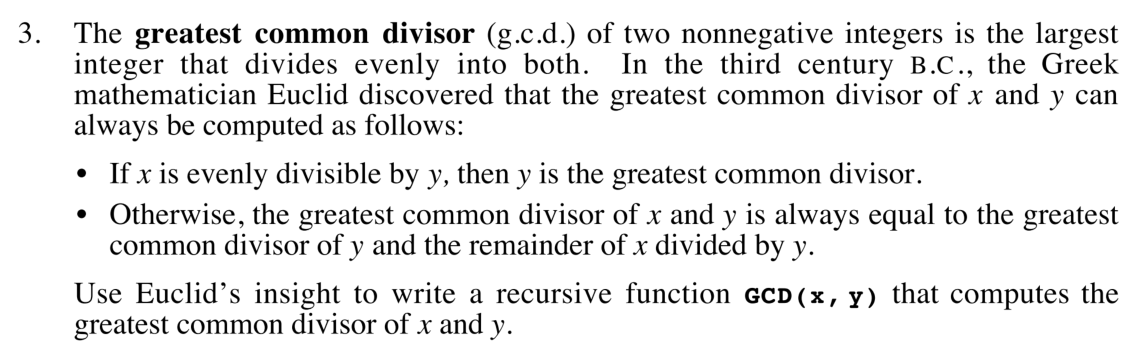 3. The greatest common divisor (g.c.d.) of two nonnegative integers is the largest
integer that divides evenly into both. In the third century B.C., the Greek
mathematician Euclid discovered that the greatest common divisor of x and y can
always be computed as follows:
• If x is evenly divisible by y, then y is the greatest common divisor.
• Otherwise, the greatest common divisor of x and y is always equal to the greatest
common divisor of y and the remainder of x divided by y.
Use Euclid's insight to write a recursive function GCD(x, y) that computes the
greatest common divisor of x and y.